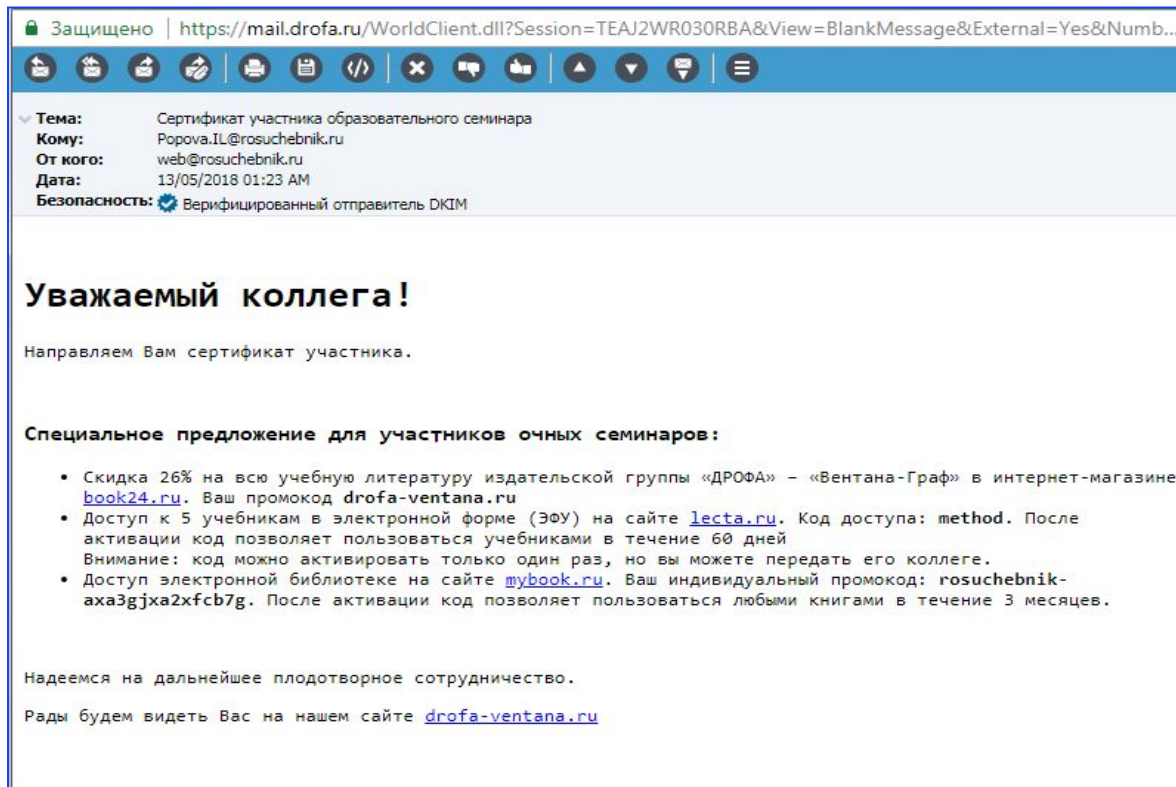 Защищено | https://mail.drofa.ru/WorldClient.dll?Session=TEAJ2WR030RBA&View=BlankMessage&External=Yes&Numb...
Тема: Сертификат участника образовательного семинара
Кому: Popova.IL@rosuchebnik.ru
От кого: web@rosuchebnik.ru
Дата: 13/05/2018 01:23 AM
Безопасность: Верифицированный отправитель DKIM
Уважаемый коллега!
Направляем Вам сертификат участника.
Специальное предложение для участников очных семинаров:
• Скидка 26% на всю учебную литературу издательской группы «ДРОФА» – «Вентана-Граф» в интернет-магазине
book24.ru. Ваш промокод drofa-ventana.ru
• Доступ к 5 учебникам в электронной форме (ЭФУ) на сайте lecta.ru. Код доступа: method. После
активации код позволяет пользоваться учебниками в течение 60 дней
Внимание: код можно активировать только один раз, но вы можете передать его коллеге.
• Доступ электронной библиотеке на сайте mybook.ru. Ваш индивидуальный промокод: rosuchebnik-
axa3gjxa2xfcb7g. После активации код позволяет пользоваться любыми книгами в течение 3 месяцев.
Надеемся на дальнейшее плодотворное сотрудничество.
Рады будем видеть Вас на нашем сайте drofa-ventana.ru